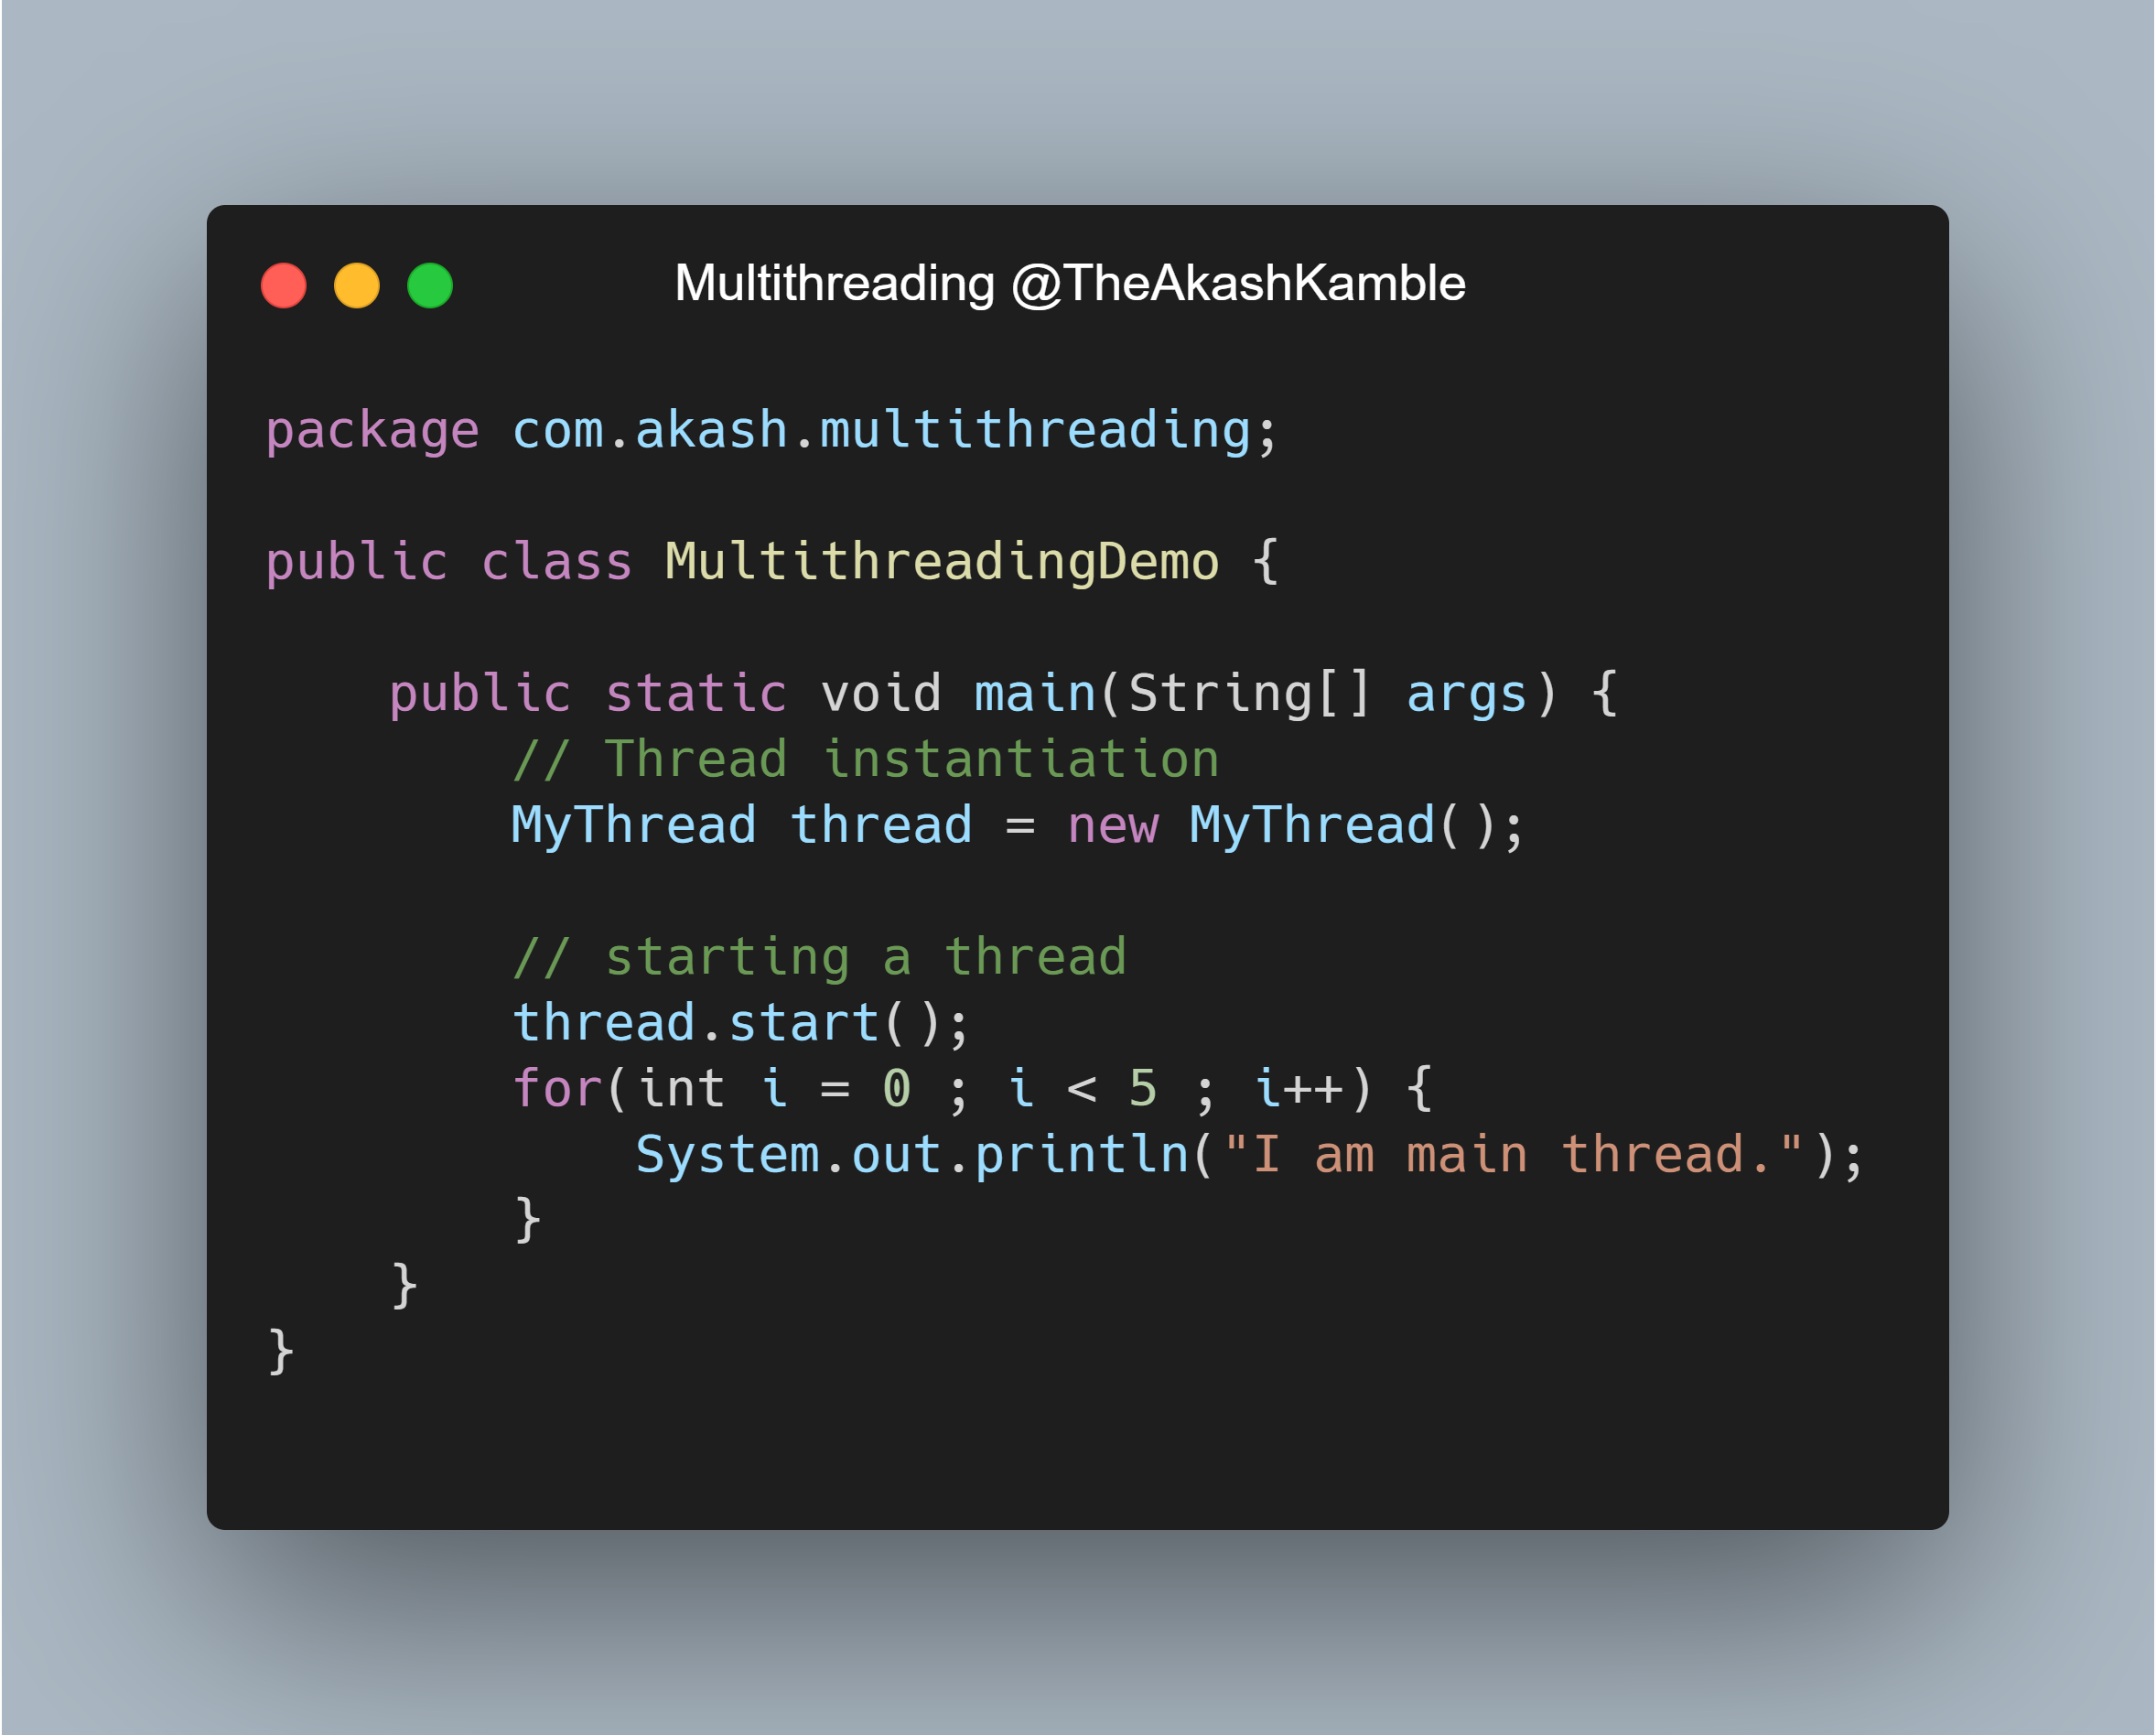 Multithreading @TheAkashKamble
package com.akash.multithreading;
public class MultithreadingDemo {
    public static void main(String[] args) {
        // Thread instantiation
        MyThread thread = new MyThread();
        // starting a thread
        thread.start();
        for(int i = 0 ; i < 5 ; i++) {
            System.out.println("I am main thread.");
        }
    }
}